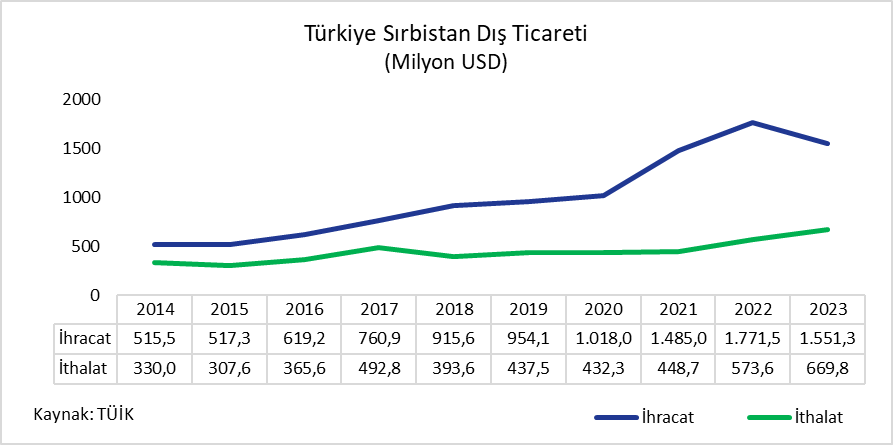 Türkiye Sırbistan Dış Ticareti
(Milyon USD)
2000
1500
1000
500
0
2014 2015 2016 2017 2018 2019 2020 2021 2022 2023
İhracat 515,5 517,3 619,2 760,9 915,6 954,1 1.018,0 1.485,0 1.771,5 1.551,3
İthalat 330,0 307,6 365,6 492,8 393,6 437,5 432,3 448,7 573,6 669,8
Kaynak: TÜİK
İhracat İthalat